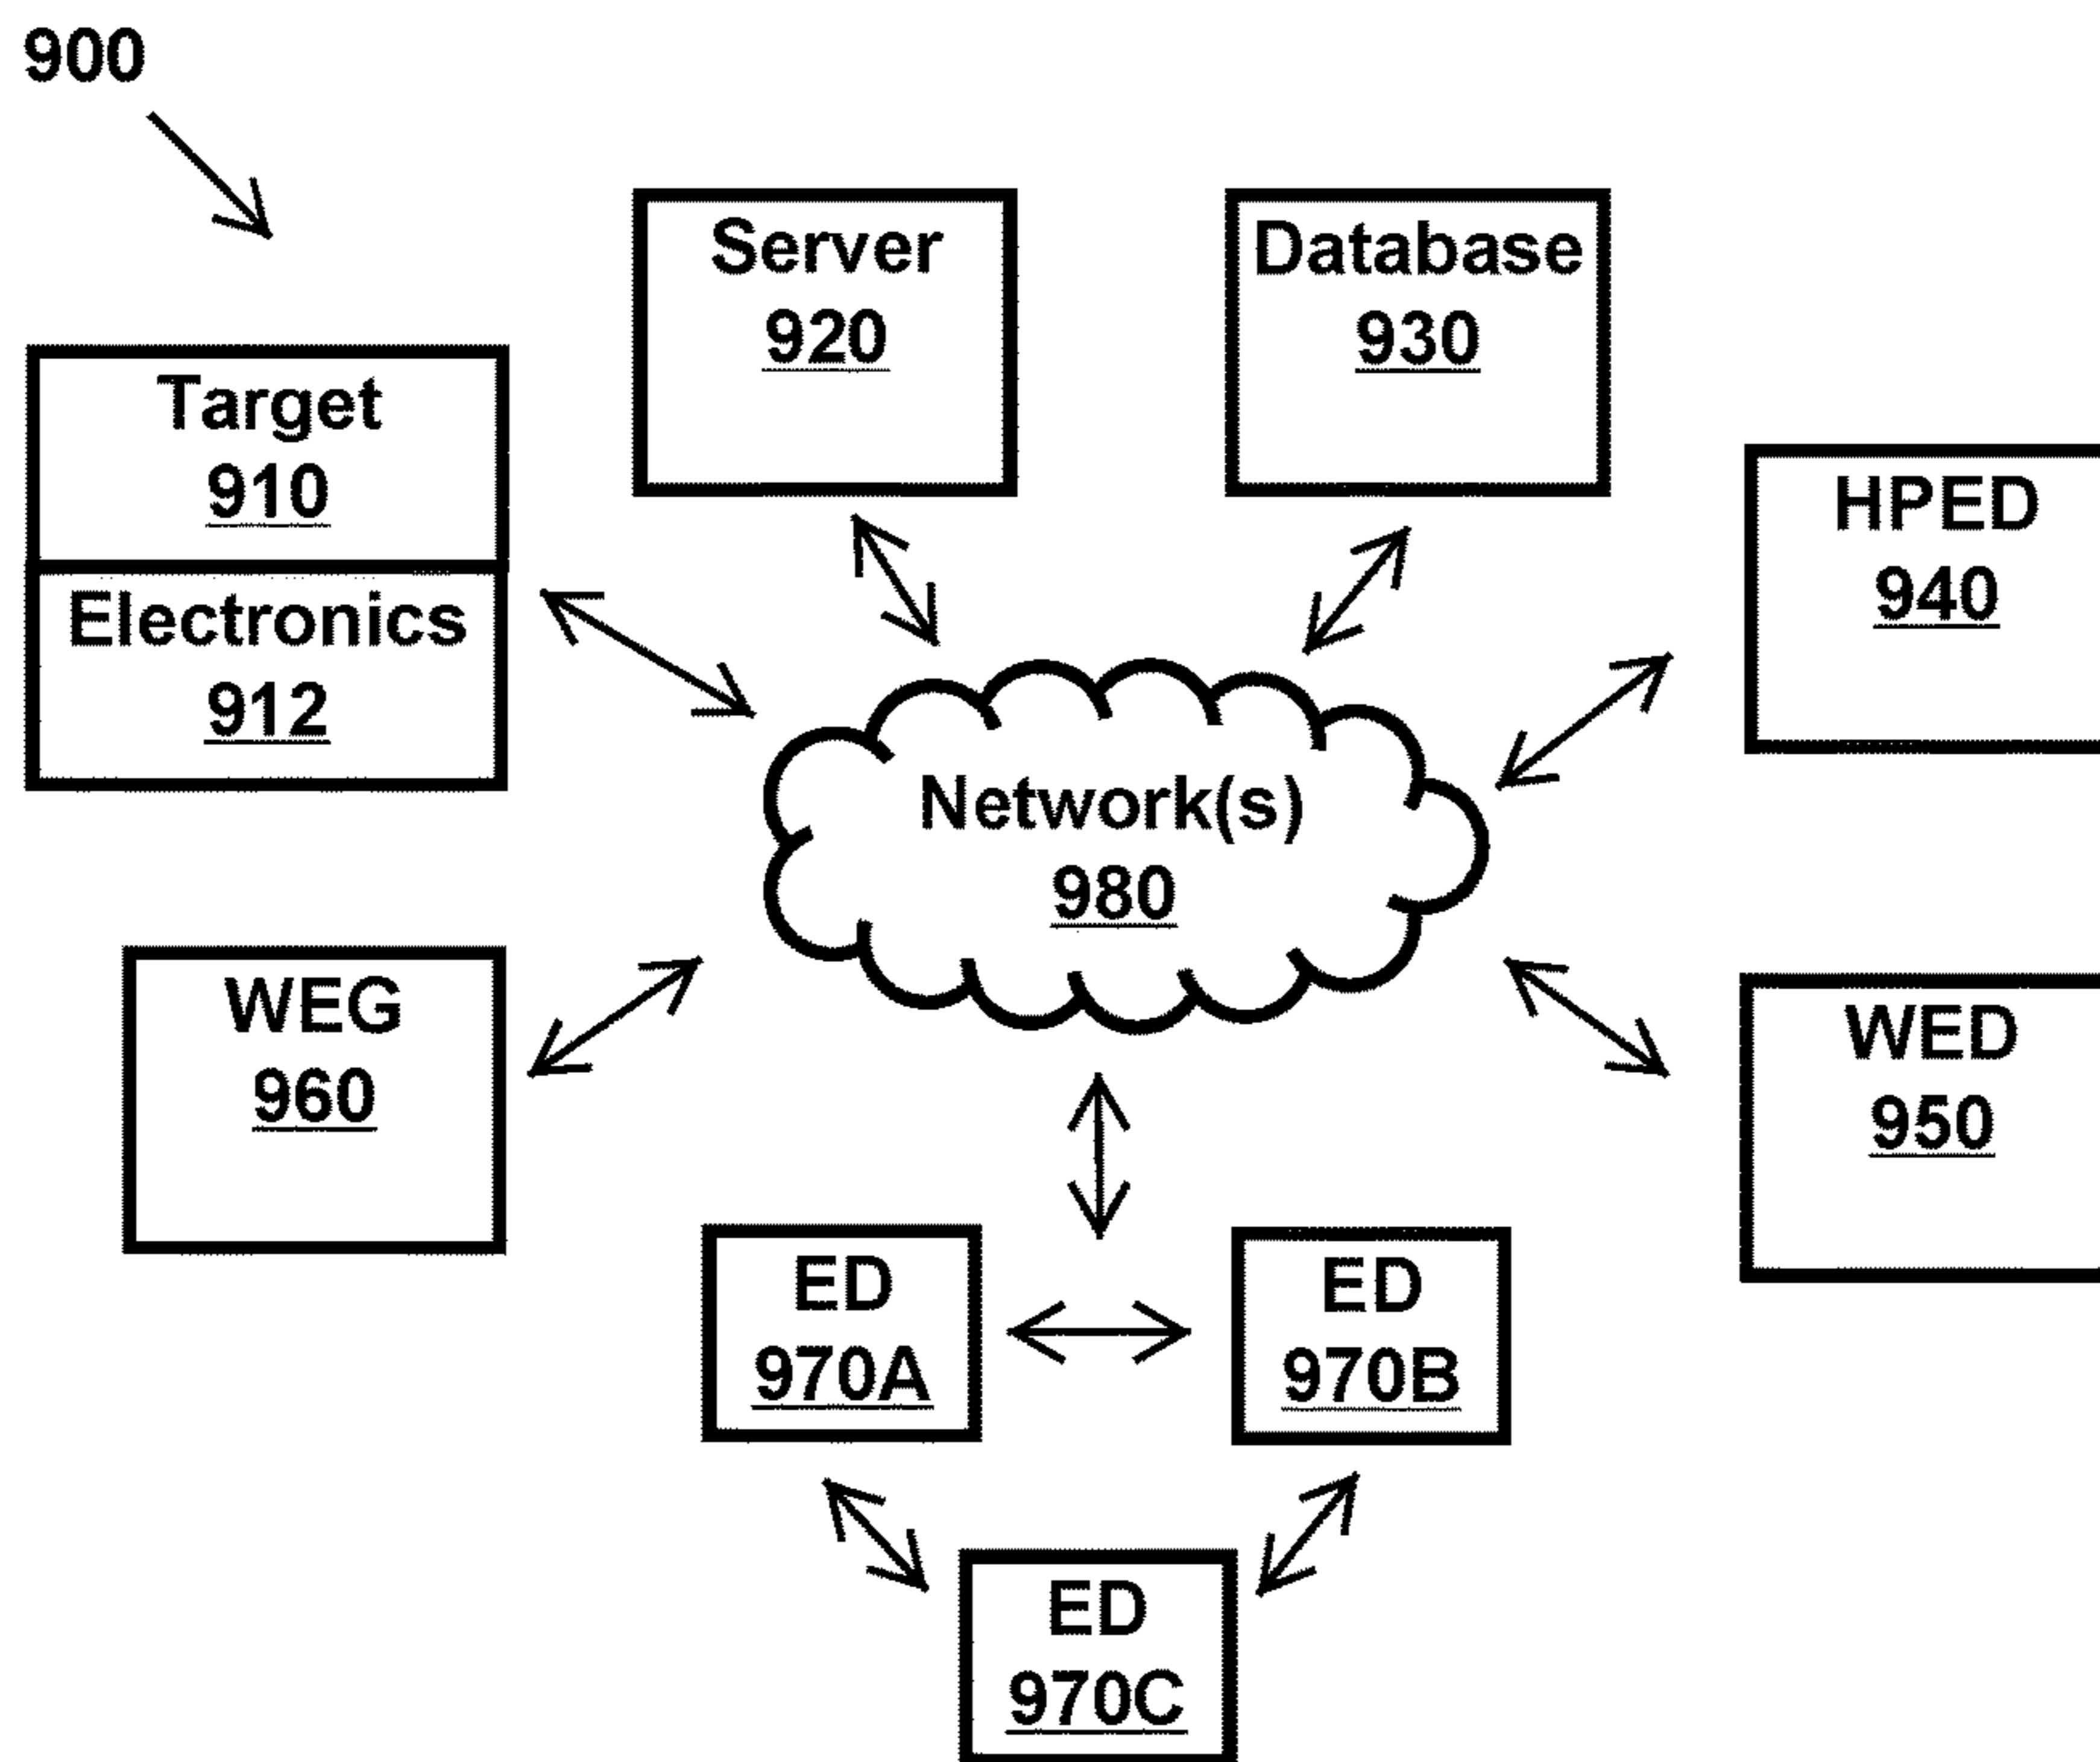 900
Server
920
Database
930
Target
910
Electronics
912
HPED
940
Network(s)
980
WEG
960
WED
950
ED
970A
ED
970B
ED
970C